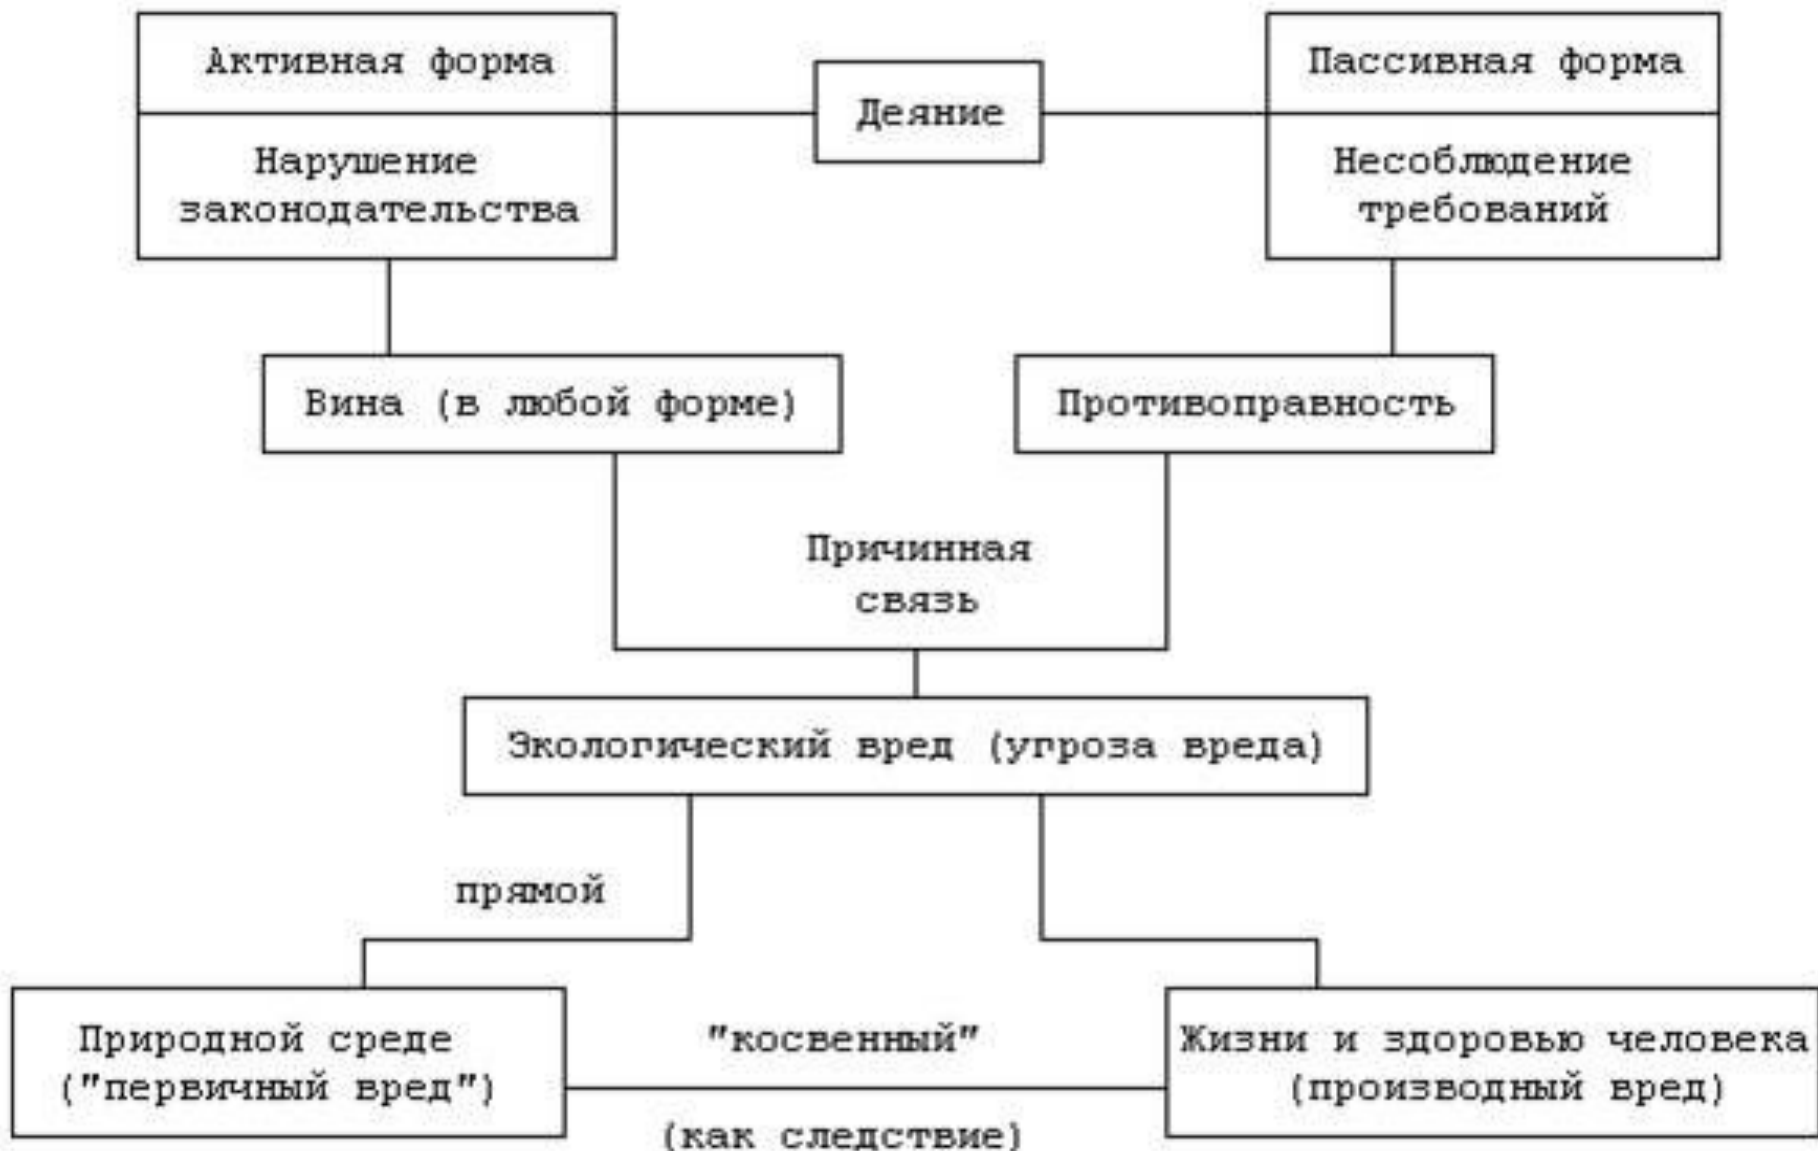 Активная форма
Деяние
Пассивная форма
Нарушение
законодательства
Несоблюдение
требований
Вина (в любой форме)
Противоправность
Причинная
связь
Экологический вред (угроза вреда)
прямой
Природной среде
("первичный вред")
"косвенный"
(как следствие)
Жизни и здоровью человека
(производный вред)